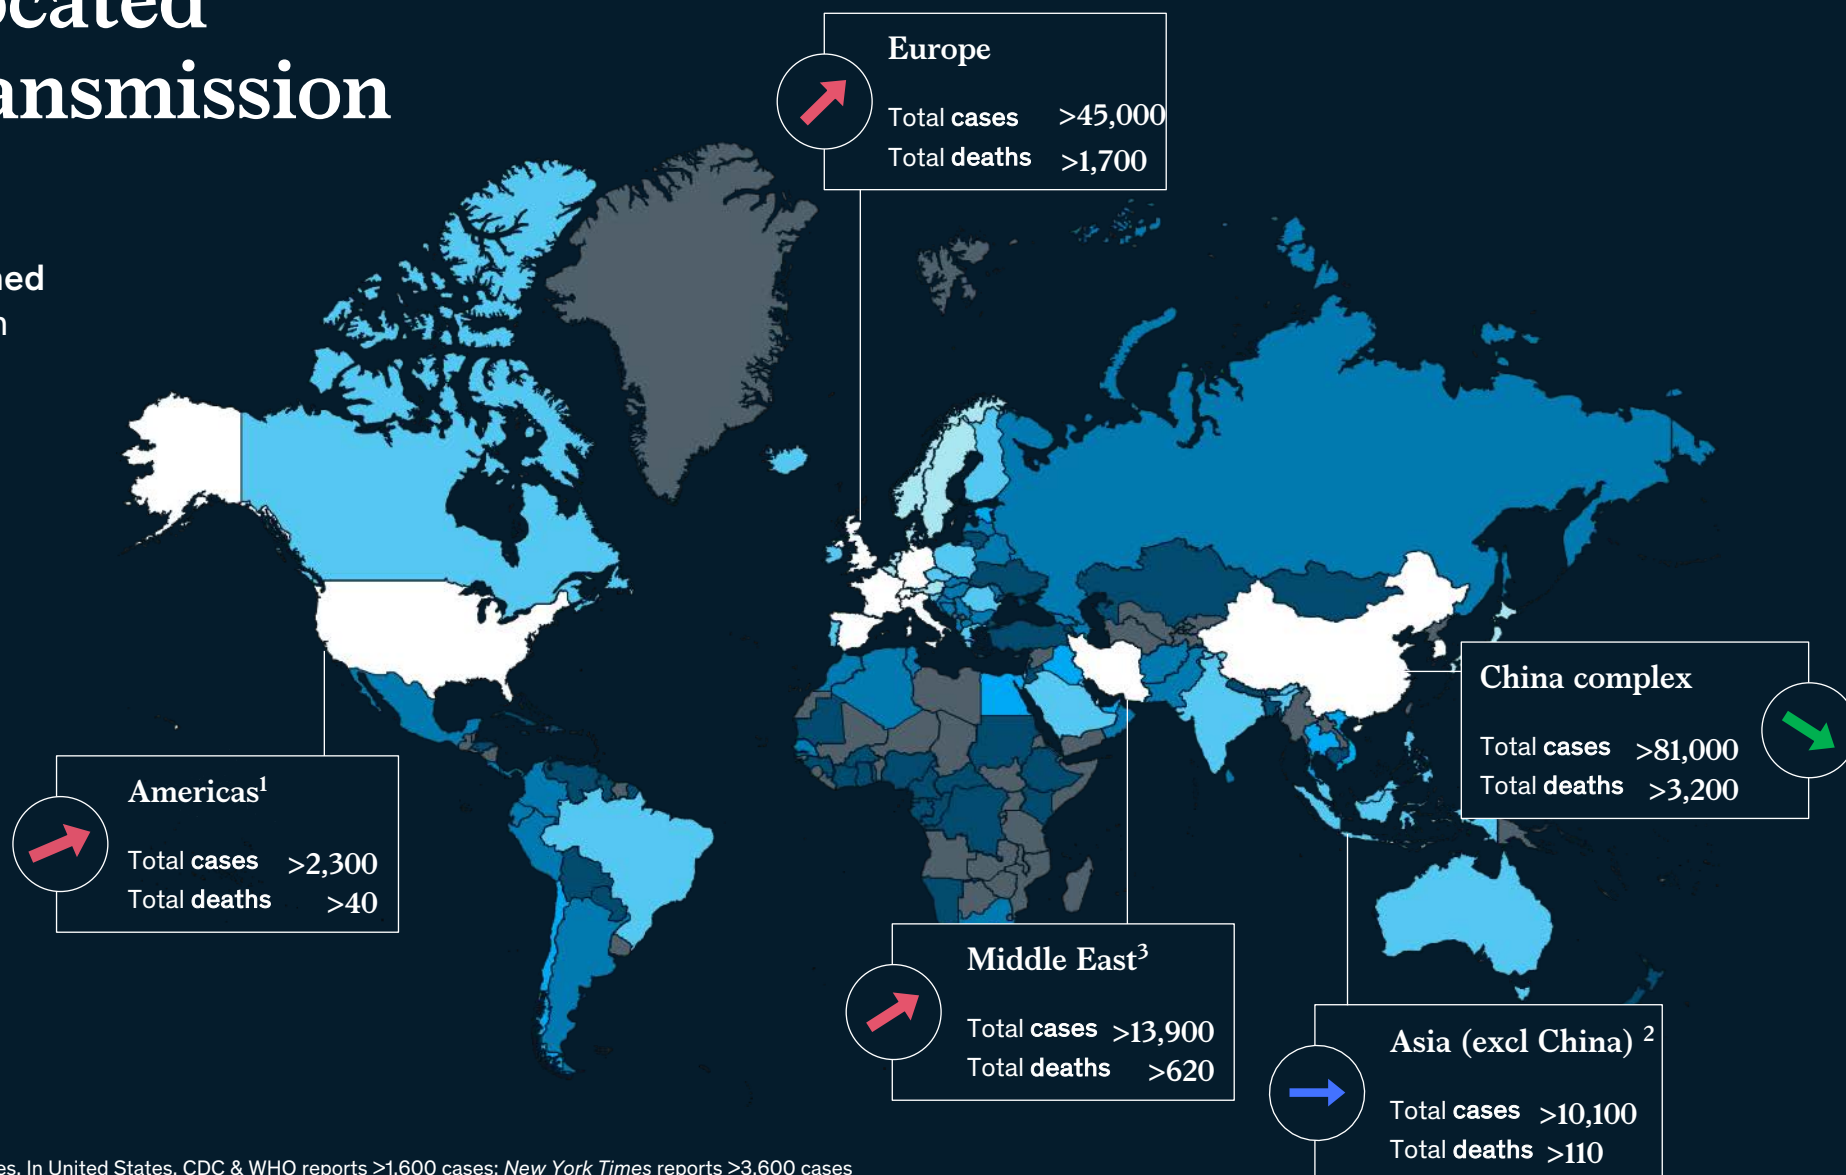 ocated
ansmission
ned
n
Europe
Total cases >45,000
Total deaths >1,700
China complex
Total cases >81,000
Total deaths >3,200
Americas1
Total cases >2,300
Total deaths >40
Middle East3
Total cases >13,900
Total deaths >620
Asia (excl China) 2
Total cases >10,100
Total deaths >110
es. In United States, CDC & WHO reports >1,600 cases; New York Times reports >3,600 cases